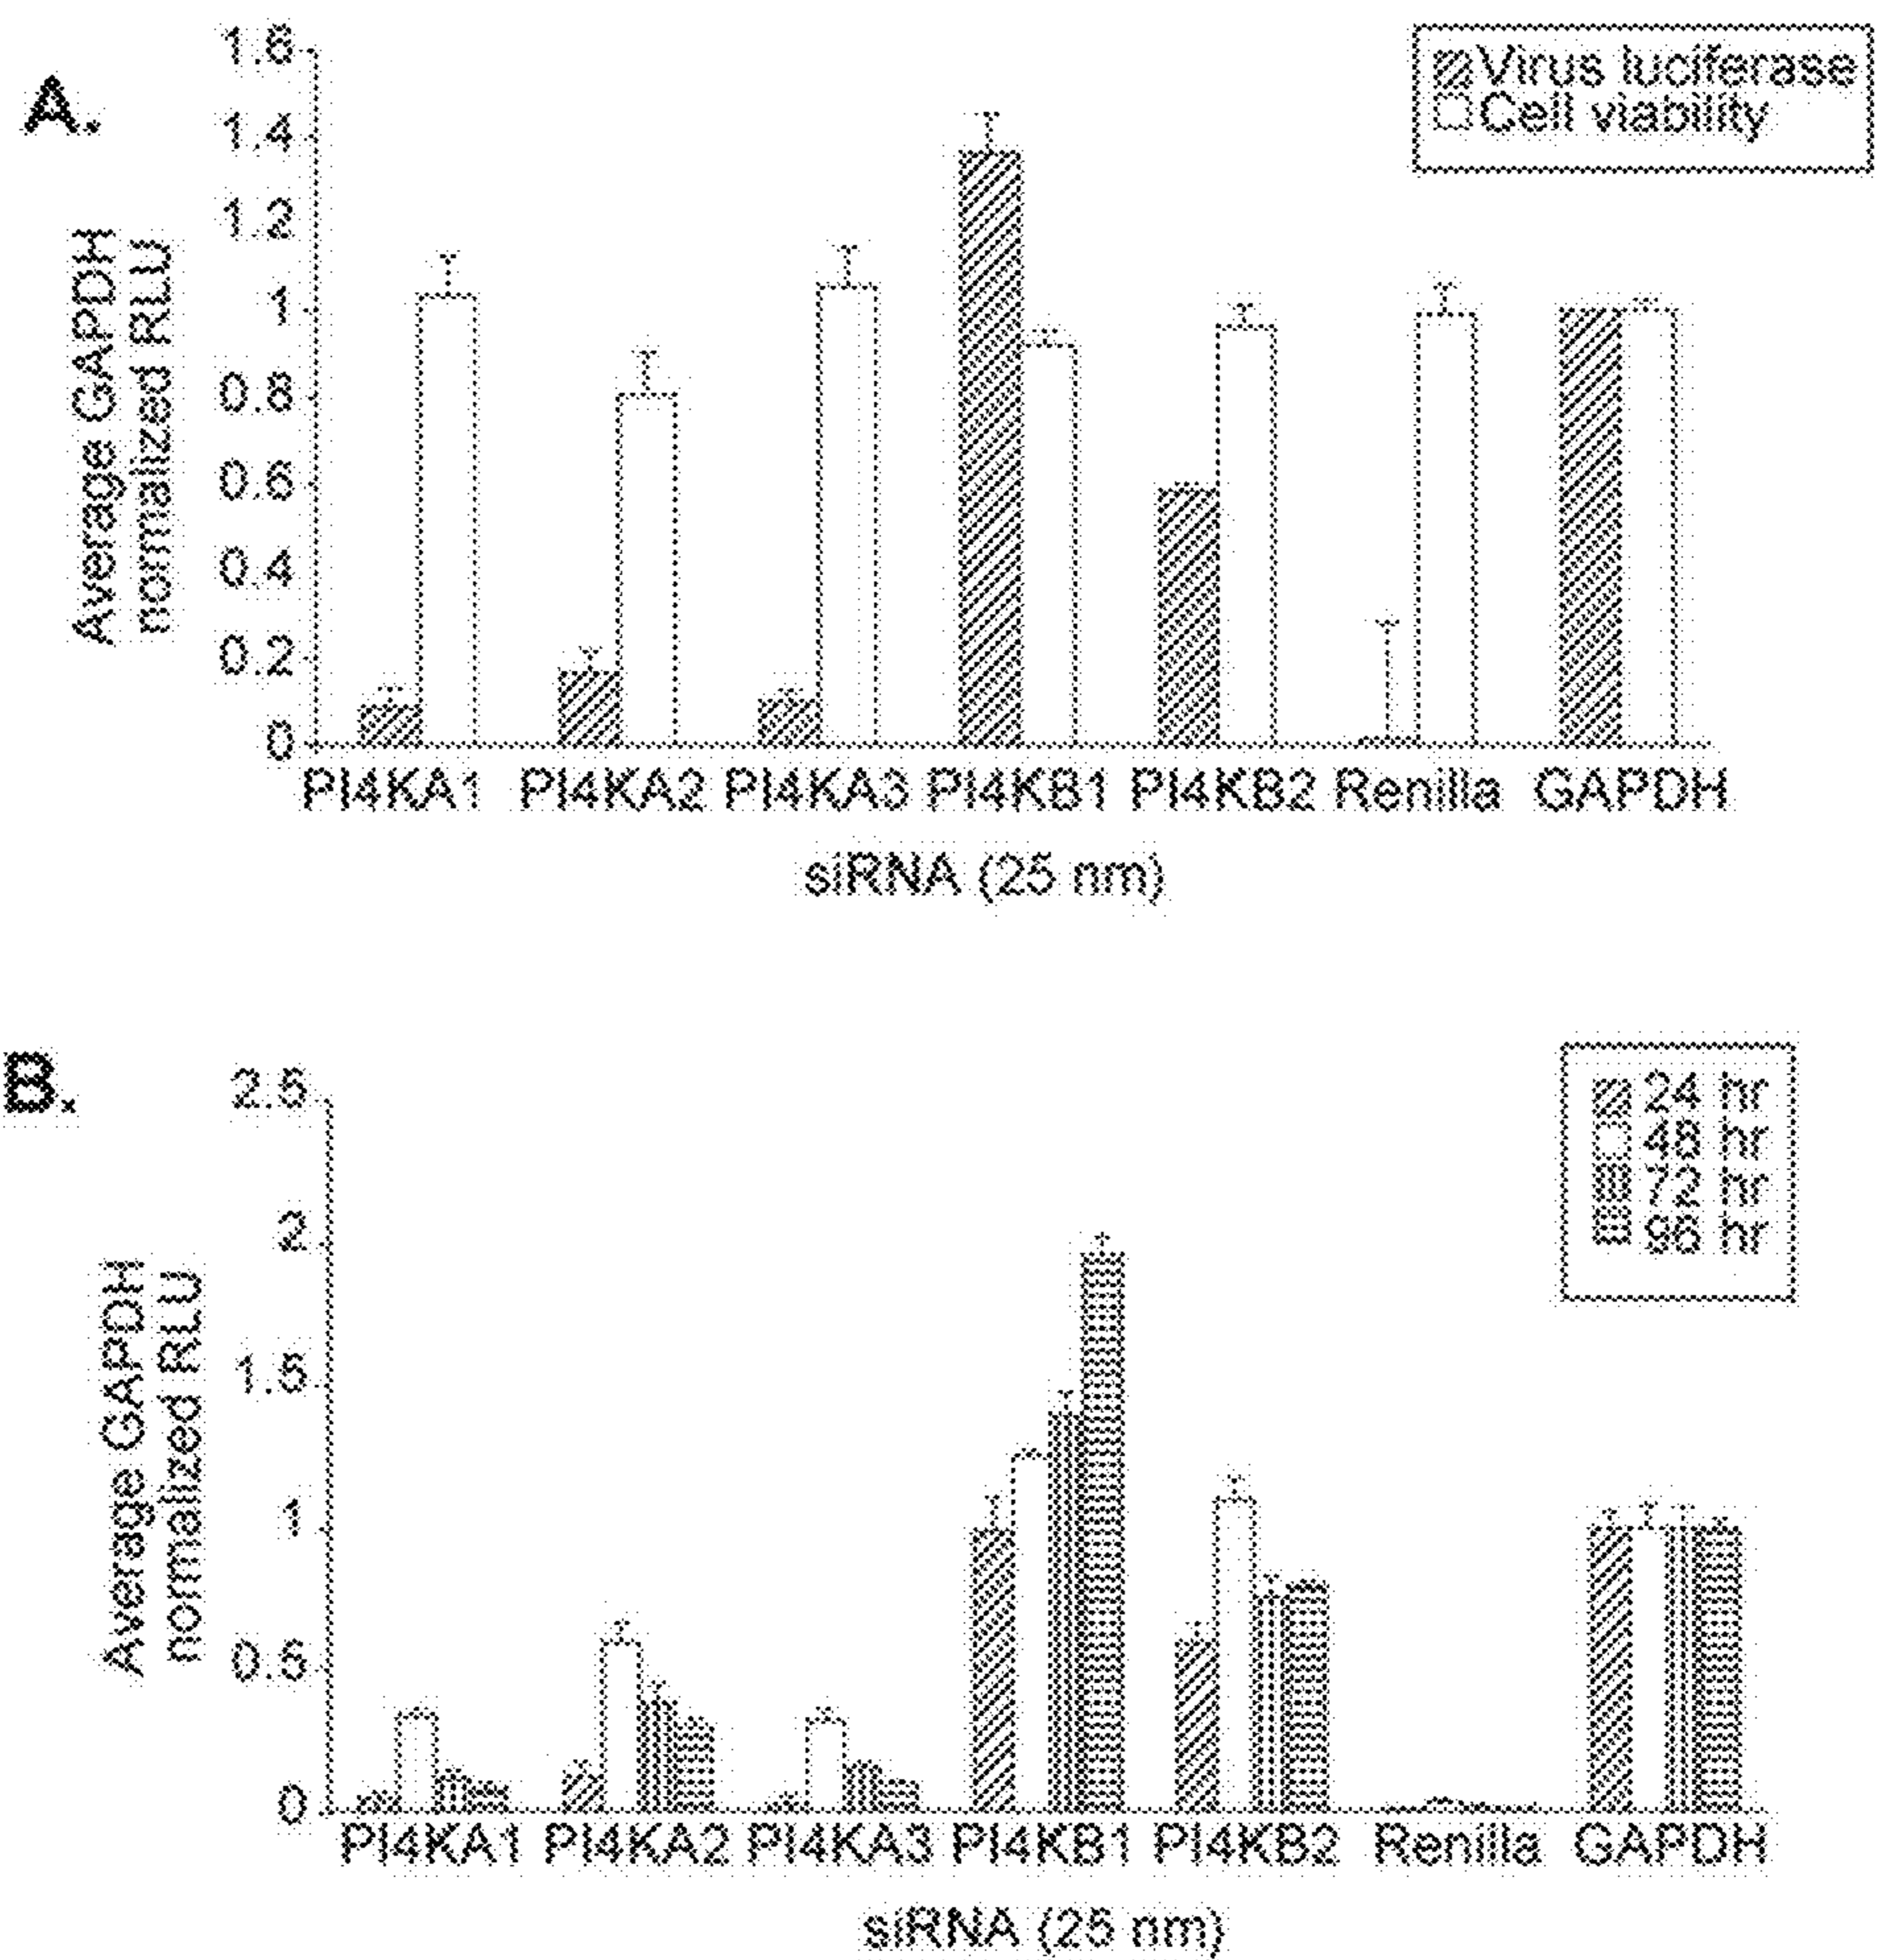 A.
Average GAPDH
normalized RLU
1.6
1.4
1.2
1
0.8
0.6
0.4
0.2
0
Virus luciferase
Cell viability
PI4KA1 PI4KA2 PI4KA3 PI4KB1 PI4KB2 Renilla GAPDH
siRNA (25 nm)
B.
Average GAPDH
normalized RLU
2.5
2
1.5
1
0.5
0
24 hr
48 hr
72 hr
96 hr
PI4KA1 PI4KA2 PI4KA3 PI4KB1 PI4KB2 Renilla GAPDH
siRNA (25 nm)